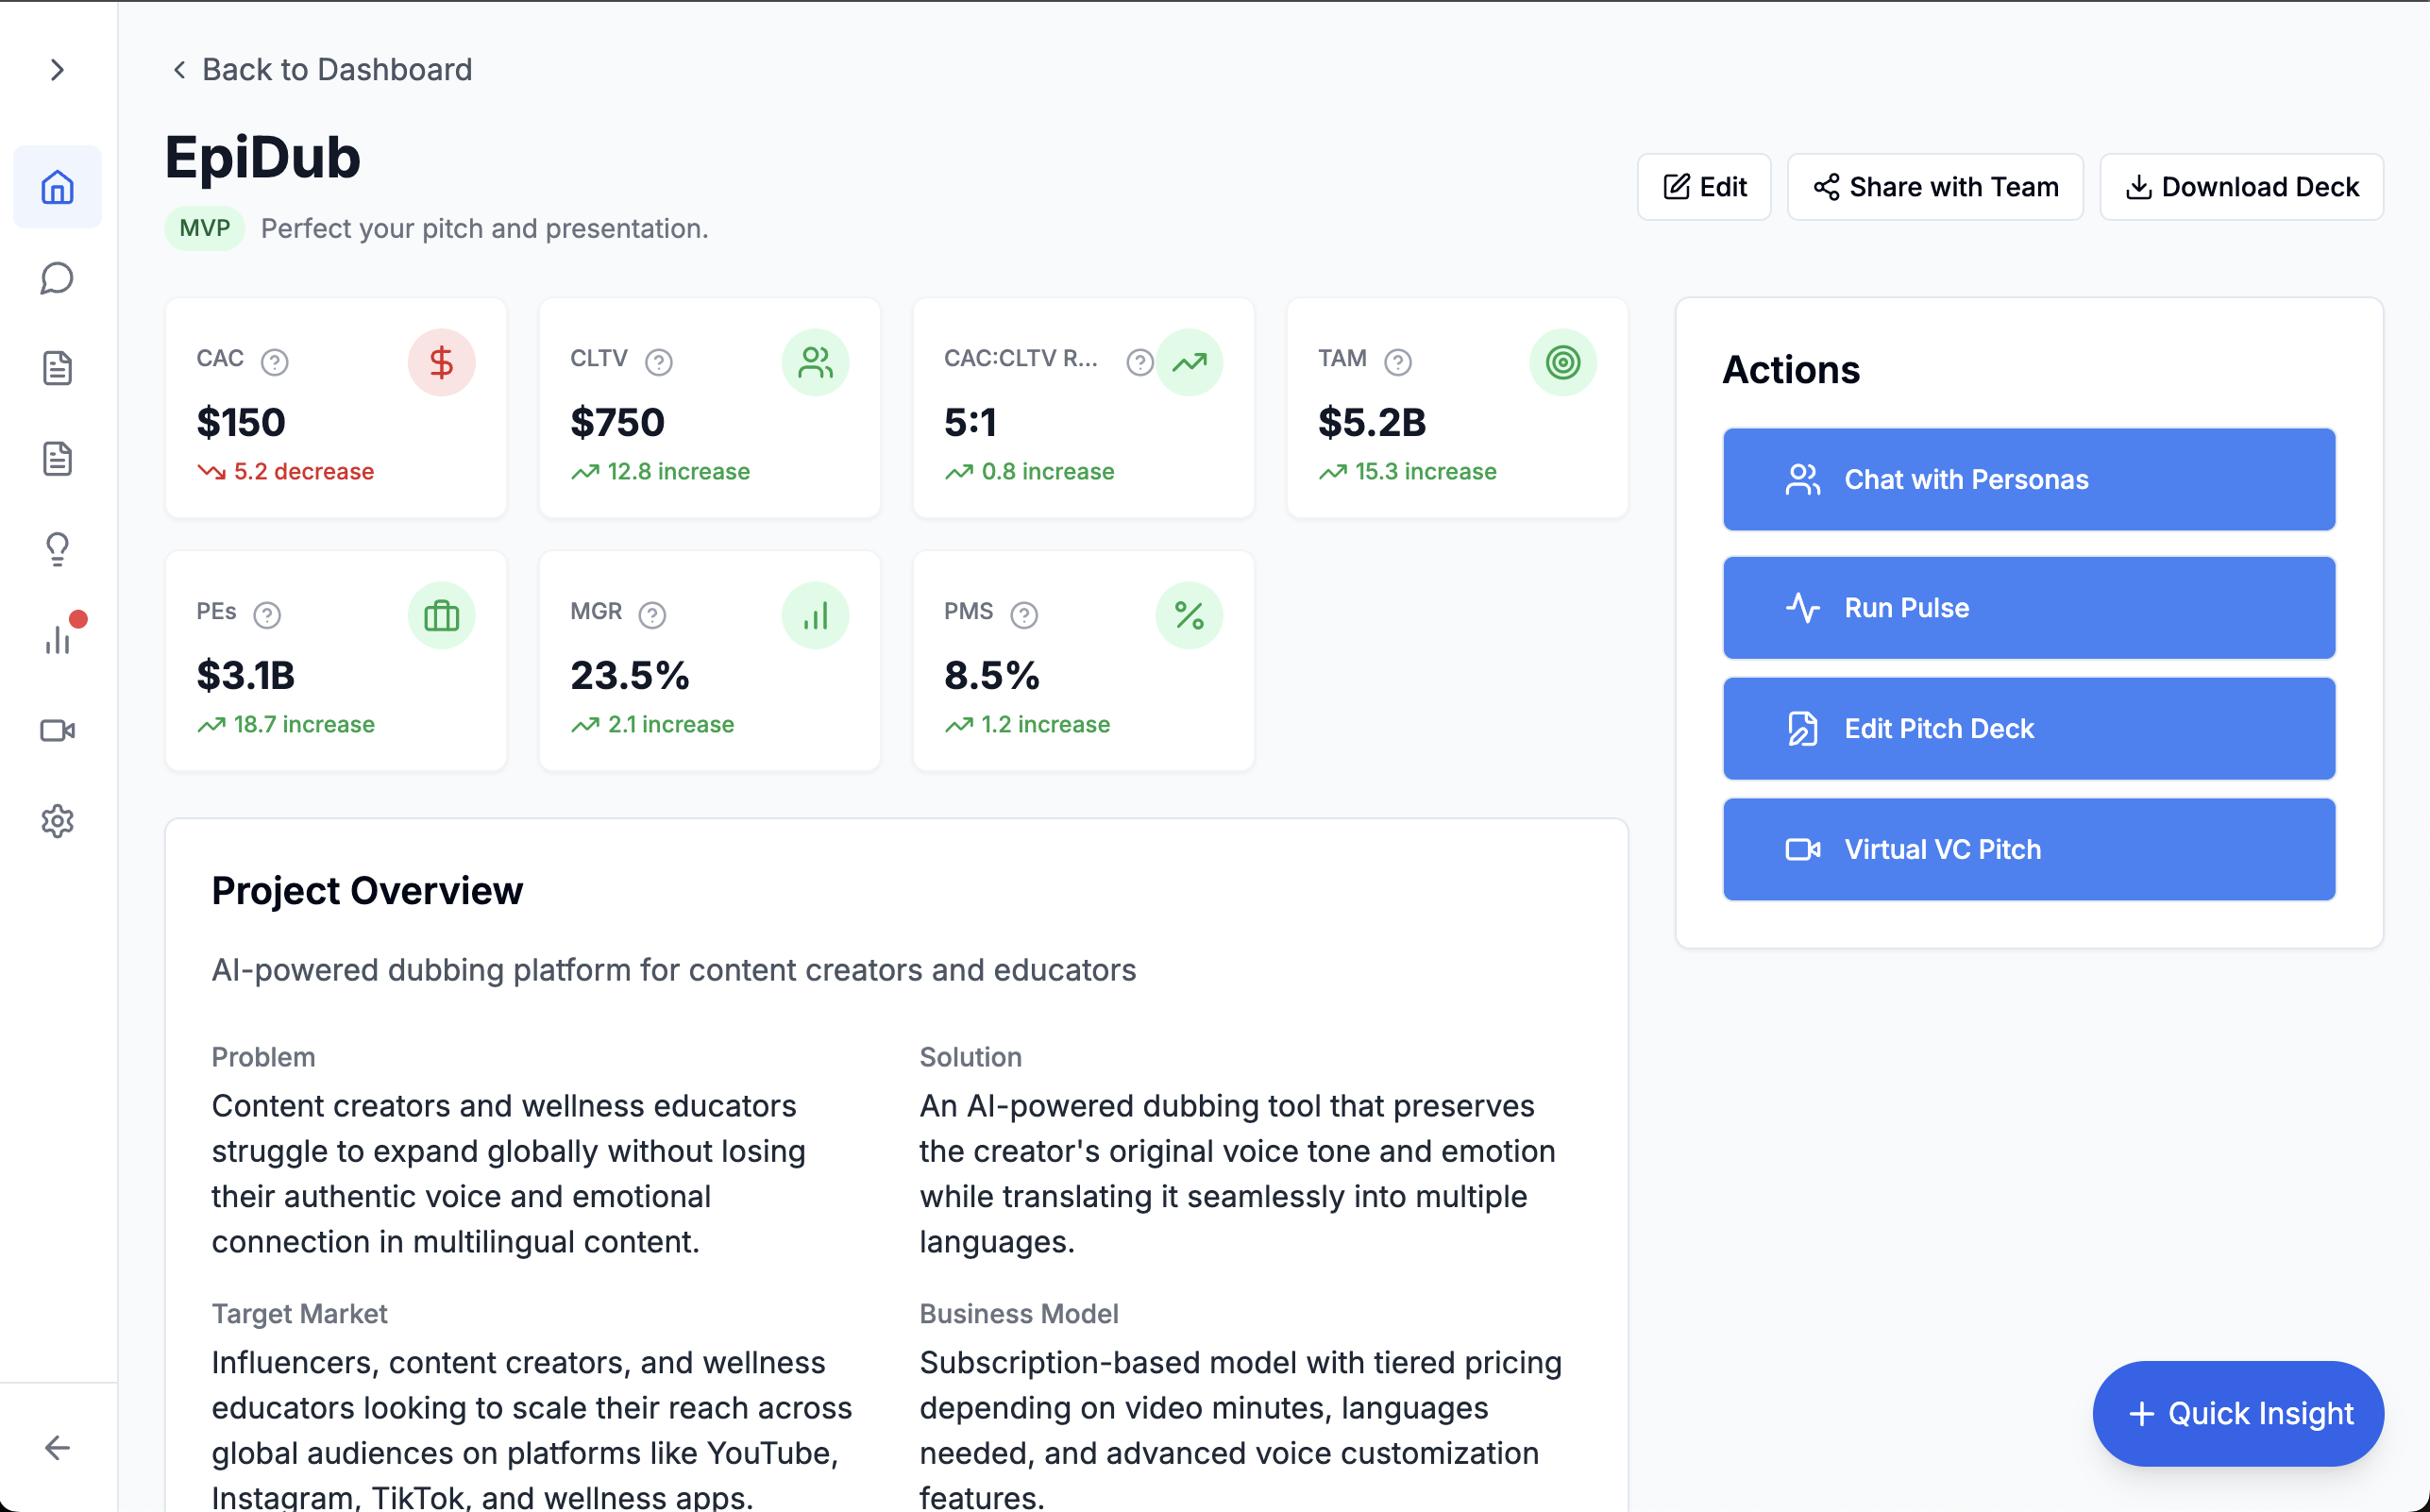 Back to Dashboard
EpiDub
MVP Perfect your pitch and presentation.
Edit
Share with Team
Download Deck
CAC
$150
5.2 decrease
CLTV
$750
12.8 increase
CAC:CLTV R...
5:1
0.8 increase
TAM
$5.2B
15.3 increase
PEs
$3.1B
18.7 increase
MGR
23.5%
2.1 increase
PMS
8.5%
1.2 increase
Actions
Chat with Personas
Run Pulse
Edit Pitch Deck
Virtual VC Pitch
Project Overview
AI-powered dubbing platform for content creators and educators
Problem
Content creators and wellness educators
struggle to expand globally without losing
their authentic voice and emotional
connection in multilingual content.
Solution
An AI-powered dubbing tool that preserves
the creator's original voice tone and emotion
while translating it seamlessly into multiple
languages.
Target Market
Influencers, content creators, and wellness
educators looking to scale their reach across
global audiences on platforms like YouTube,
Instagram, TikTok, and wellness apps.
Business Model
Subscription-based model with tiered pricing
depending on video minutes, languages
needed, and advanced voice customization
features.
+ Quick Insight